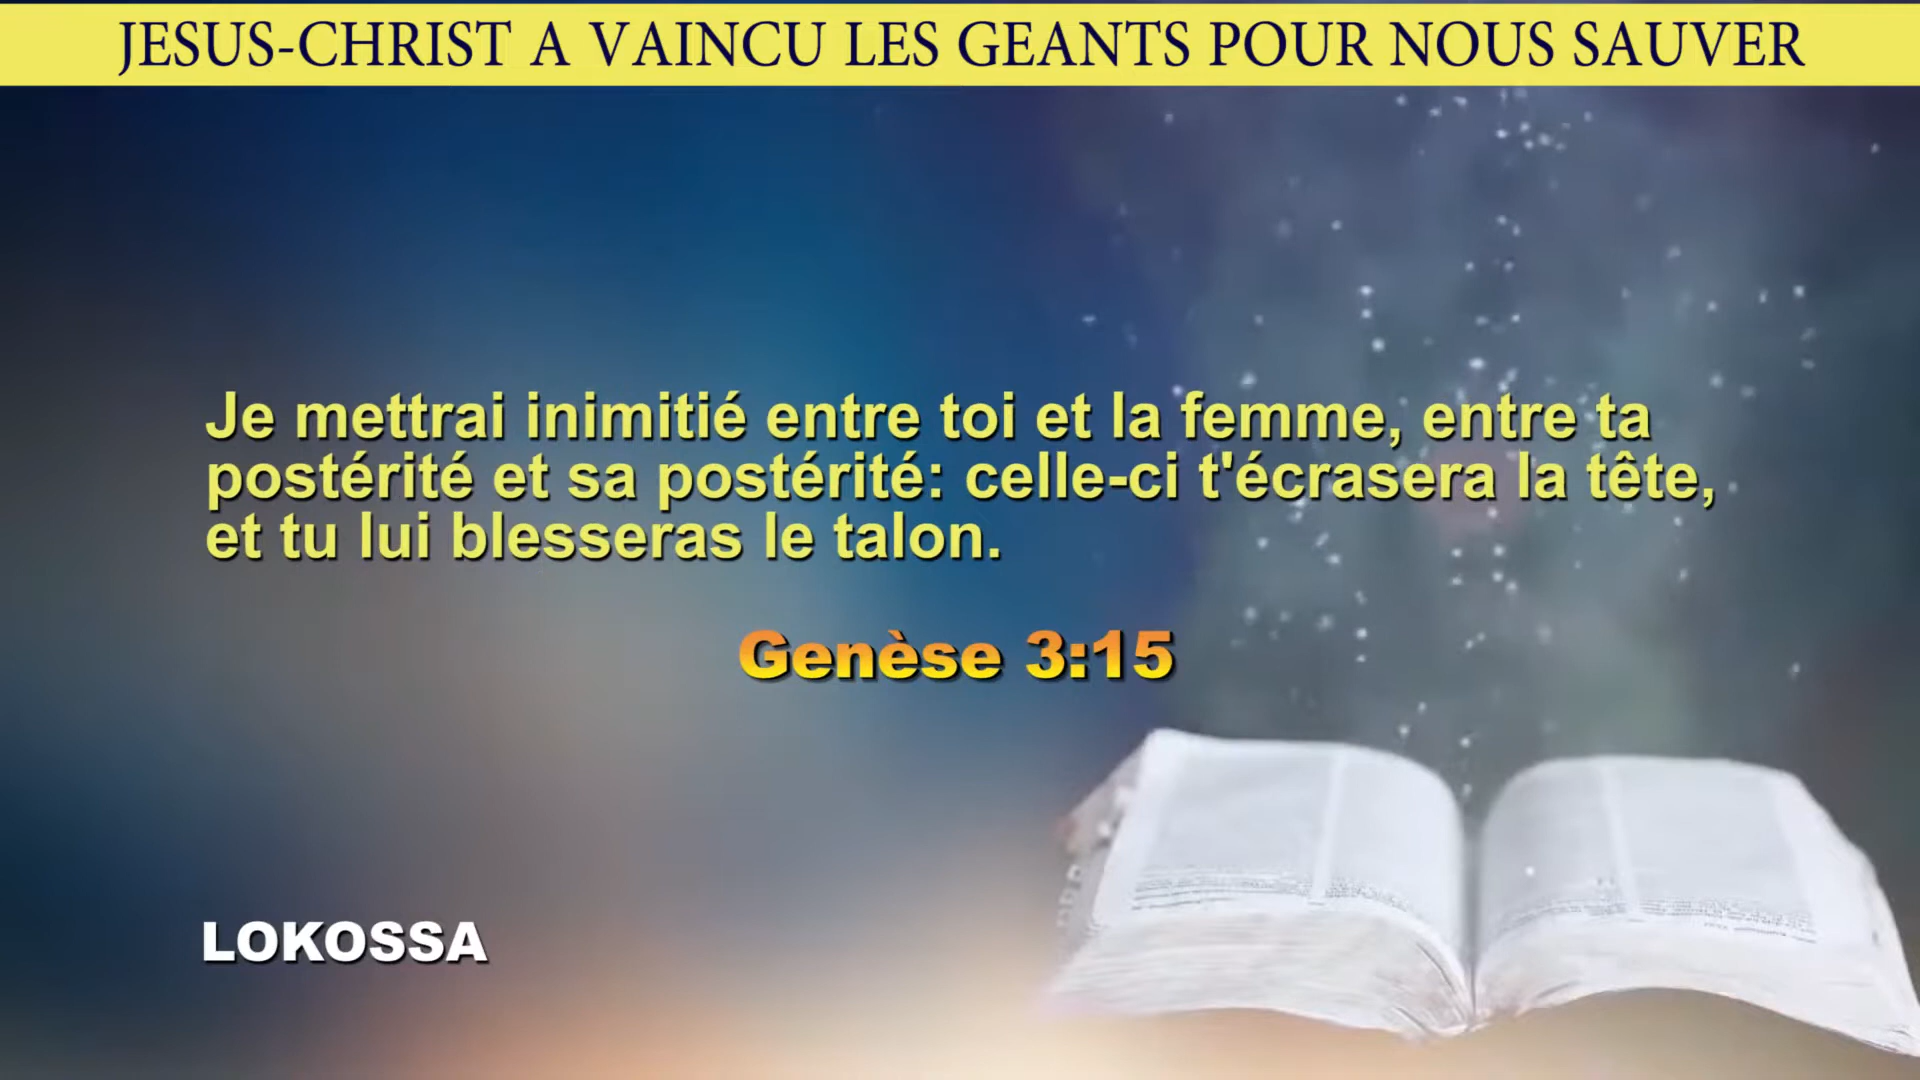 JESUS-CHRIST A VAINCU LES GEANTS POUR NOUS SAUVER
Je mettrai inimitié entre toi et la femme, entre ta
postérité et sa postérité: celle-ci t'écrasera la tête,
et tu lui blesseras le talon.
Genèse 3:15
LOKOSSA